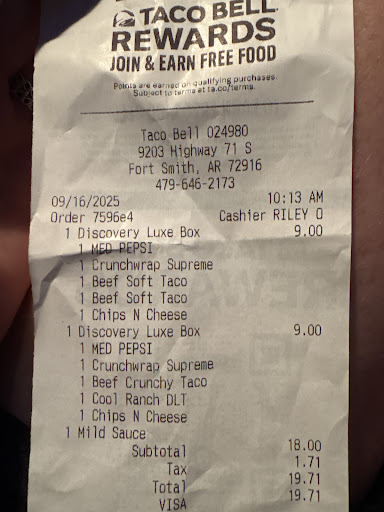 JOIN
TACO BELL
REWARDS
JOIN & EARN FREE FOOD
Points are earned on qualifying purchases.
Subject to terms at ta.co/terms.
Taco Bell 024980
9203 Highway 71 S
Fort Smith, AR 72916
479-646-2173
09/16/2025 10:13 AM
Order 7596e4 Cashier RILEY O
1 Discovery Luxe Box 9.00
1 MED PEPSI
1 Crunchwrap Supreme
1 Beef Soft Taco
1 Beef Soft Taco
1 Chips N Cheese
1 Discovery Luxe Box 9.00
1 MED PEPSI
1 Crunchwrap Supreme
1 Beef Crunchy Taco
1 Cool Ranch DLT
1 Chips N Cheese
1 Mild Sauce
Subtotal 18.00
Tax 1.71
Total 19.71
VISA 19.71